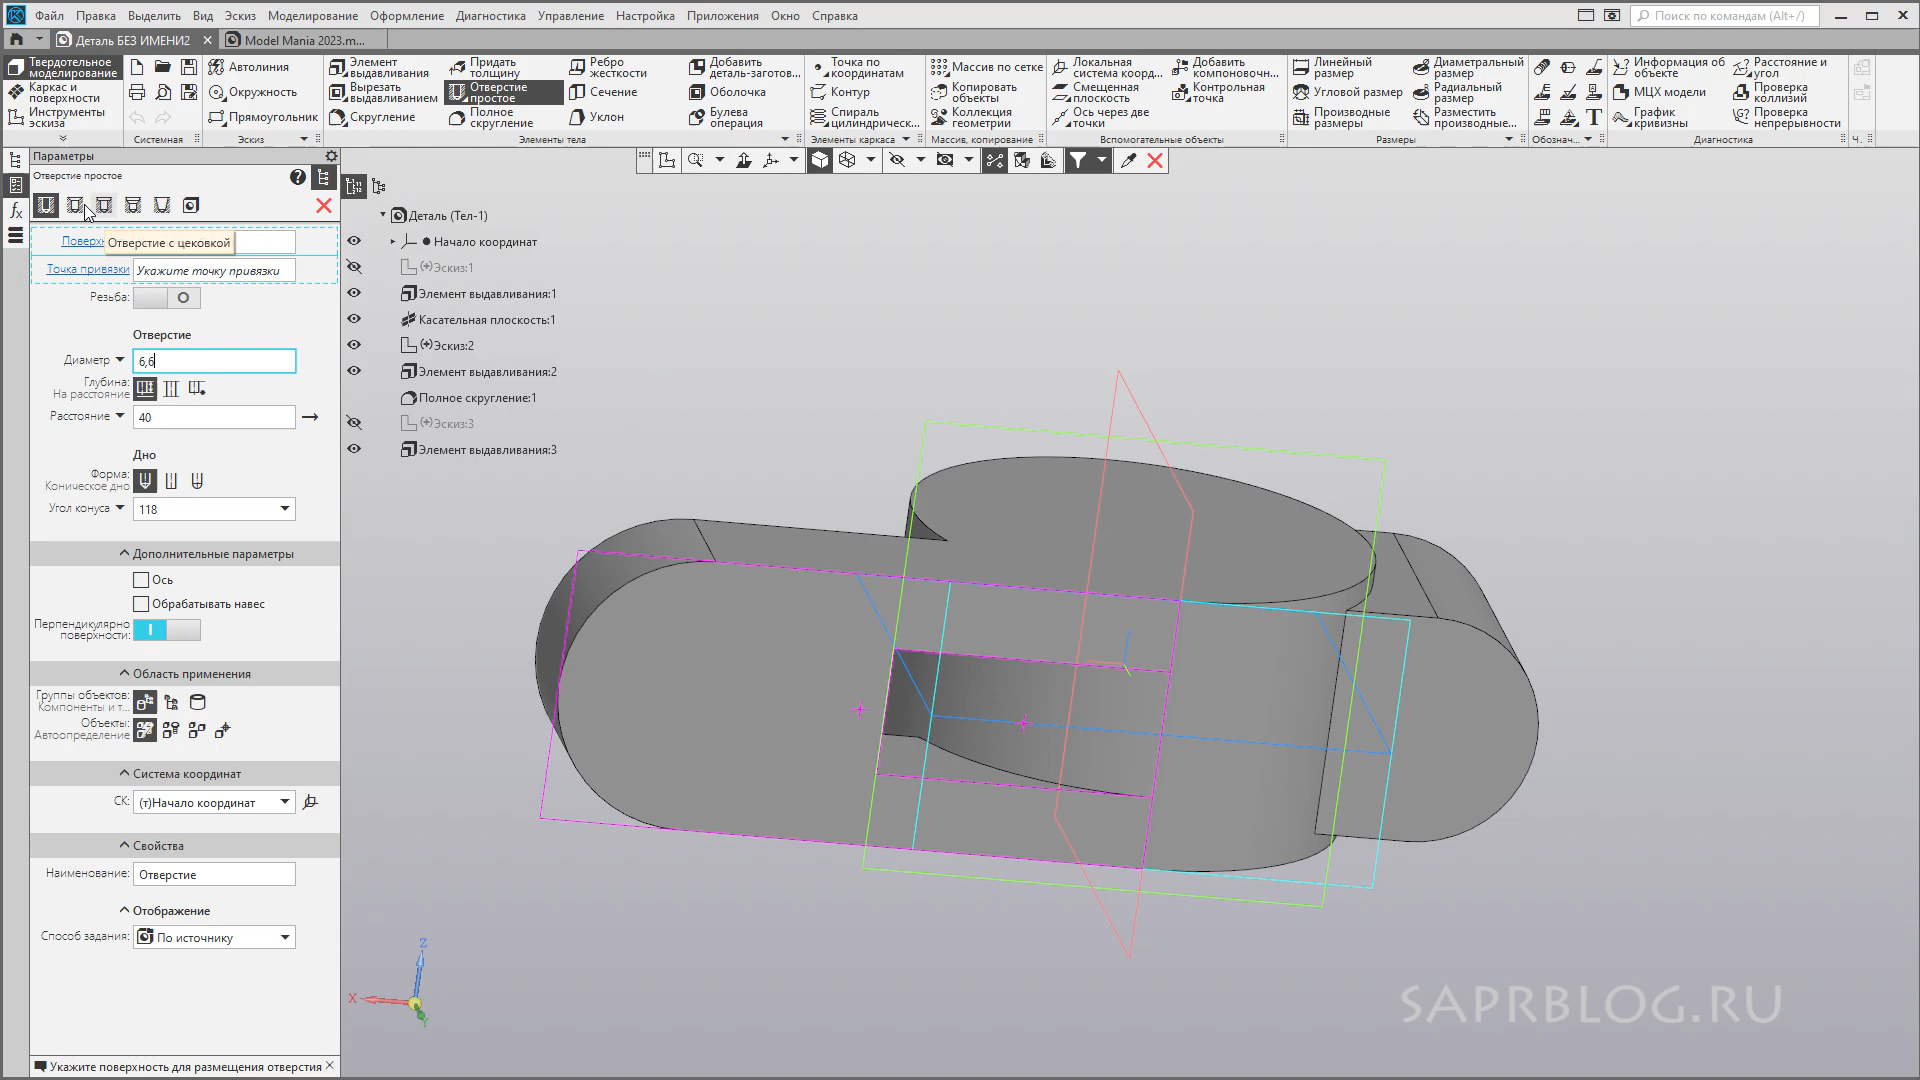 Файл Правка Выделить Вид Эскиз Моделирование Оформление Диагностика Управление Настройка Приложения Окно Справка Поиск по командам (Alt+/)
Деталь БЕЗ ИМЕНИ2 Model Mania 2023.m...
Твердотельное моделирование
Каркас и поверхности
Инструменты эскиза
Системная
Автолиния
Окружность
Прямоугольник
Эскиз
Элемент выдавливания
Вырезать выдавливанием
Скругление
Придать толщину
Отверстие простое
Полное скругление
Ребро жесткости
Сечение
Уклон
Добавить деталь-заготов...
Оболочка
Булева операция
Элементы тела
Точка по координатам
Контур
Спираль цилиндрическ...
Элементы каркаса
Массив по сетке
Копировать объекты
Коллекция геометрии
Массив, копирование
Локальная система коорд...
Смещенная плоскость
Ось через две точки
Добавить компоновочн...
Контрольная точка
Вспомогательные объекты
Линейный размер
Угловой размер
Производные размеры
Диаметральный размер
Радиальный размер
Разместить производные...
Размеры
Обознач...
Информация об объекте
МЦХ модели
График кривизны
Расстояние и угол
Проверка коллизий
Проверка непрерывности
Диагностика
Ч...
Параметры
Отверстие простое
Поверх
Отверстие с цековкой
Точка привязки Укажите точку привязки
Резьба:
Отверстие
Диаметр 6,6
Глубина:
На расстояние
Расстояние 40
Дно
Форма:
Коническое дно
Угол конуса 118
Дополнительные параметры
Ось
Обрабатывать навес
Перпендикулярно поверхности:
Область применения
Группы объектов:
Компоненты и т...
Объекты:
Автоопределение
Система координат
СК: (т)Начало координат
Свойства
Наименование: Отверстие
Отображение
Способ задания: По источнику
Укажите поверхность для размещения отверстия
Деталь (Тел-1)
Начало координат
(+)Эскиз:1
Элемент выдавливания:1
Касательная плоскость:1
(+)Эскиз:2
Элемент выдавливания:2
Полное скругление:1
(+)Эскиз:3
Элемент выдавливания:3
Z
X
Y
SAPRBLOG.RU